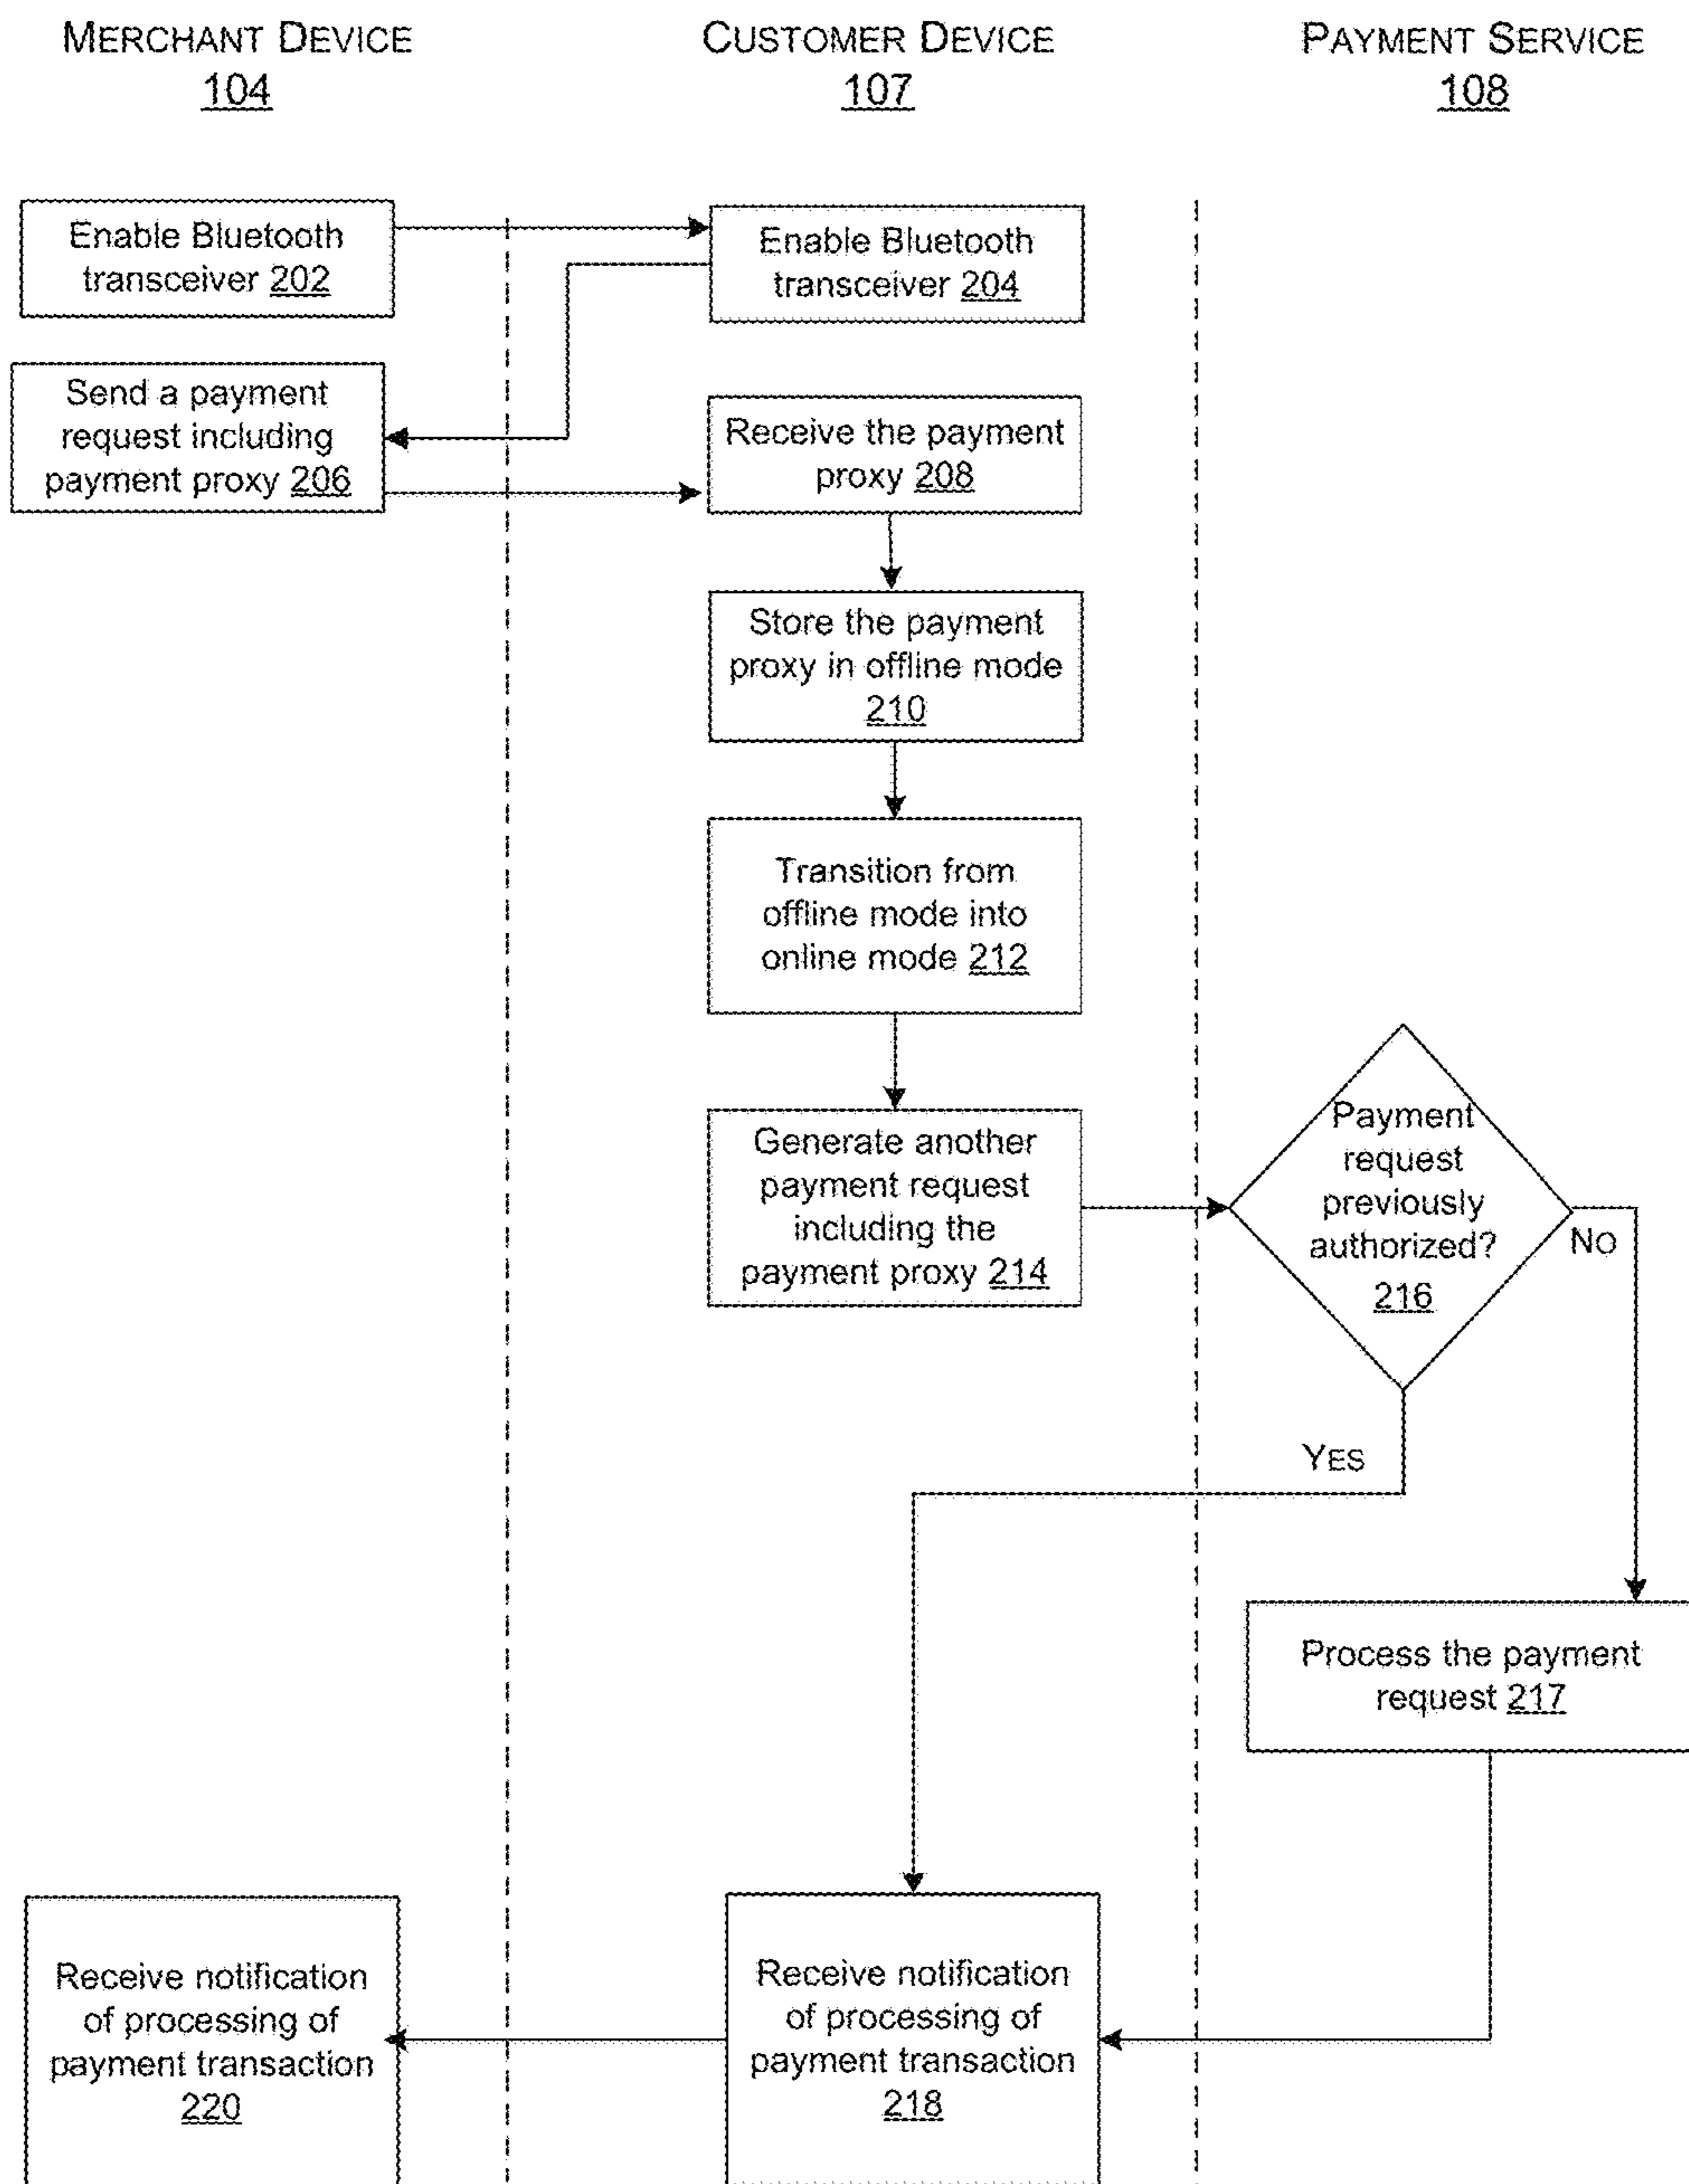 MERCHANT DEVICE
104
CUSTOMER DEVICE
107
PAYMENT SERVICE
108
Enable Bluetooth
transceiver 202
Enable Bluetooth
transceiver 204
Send a payment
request including
payment proxy 206
Receive the payment
proxy 208
Store the payment
proxy in offline mode
210
Transition from
offline mode into
online mode 212
Generate another
payment request
including the
payment proxy 214
Payment
request
previously
authorized?
216
NO
YES
Process the payment
request 217
Receive notification
of processing of
payment transaction
218
Receive notification
of processing of
payment transaction
220